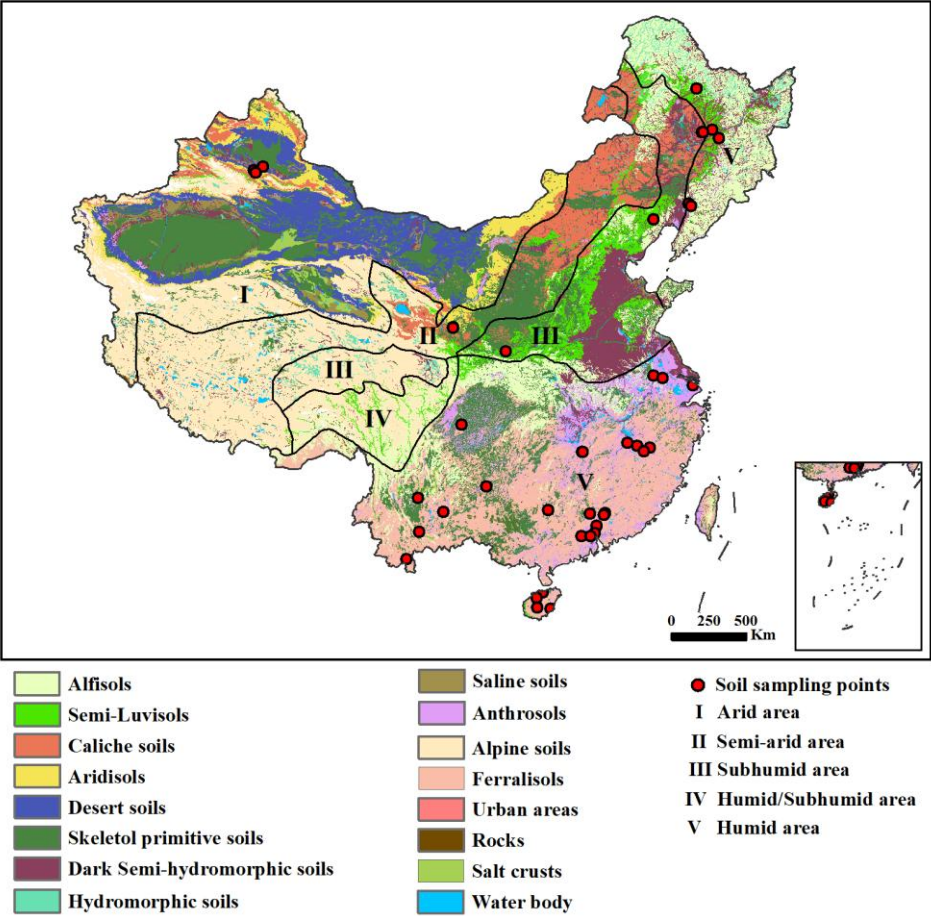 V
I
II
III
III
IV
V
0 250 500
Km
Alfisols
Semi-Luvisols
Caliche soils
Aridisols
Desert soils
Skeletol primitive soils
Dark Semi-hydromorphic soils
Hydromorphic soils
Saline soils
Anthrosols
Alpine soils
Ferralisols
Urban areas
Rocks
Salt crusts
Water body
Soil sampling points
I Arid area
II Semi-arid area
III Subhumid area
IV Humid/Subhumid area
V Humid area